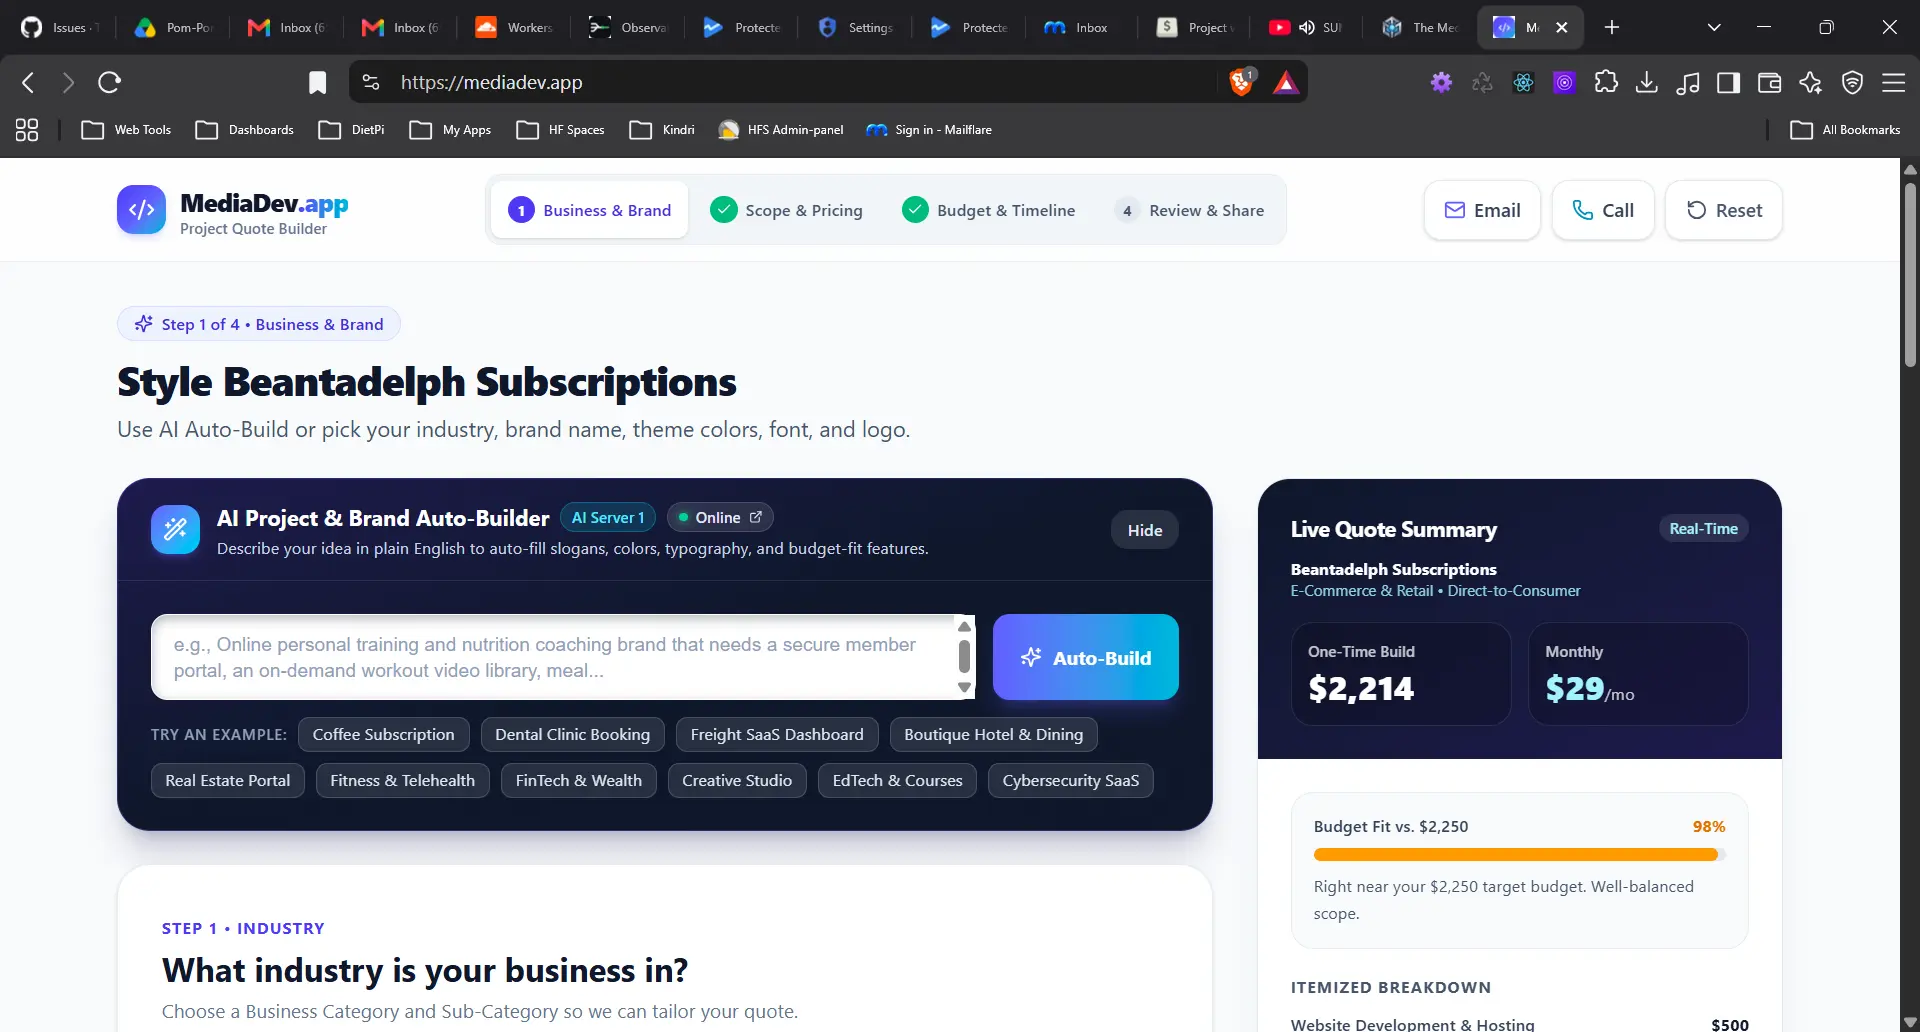 Issues
Pom-Por
Inbox (6
Inbox (6
Workers
Observa
Protecte
Settings
Protecte
Inbox
Project
SU
The Med
M
https://mediadev.app
1
Web Tools
Dashboards
DietPi
My Apps
HF Spaces
Kindri
HFS Admin-panel
Sign in - Mailflare
All Bookmarks
MediaDev.app
Project Quote Builder
1 Business & Brand
Scope & Pricing
Budget & Timeline
4 Review & Share
Email
Call
Reset
Step 1 of 4 • Business & Brand
Style Beantadelph Subscriptions
Use AI Auto-Build or pick your industry, brand name, theme colors, font, and logo.
AI Project & Brand Auto-Builder
AI Server 1
Online
Describe your idea in plain English to auto-fill slogans, colors, typography, and budget-fit features.
Hide
e.g., Online personal training and nutrition coaching brand that needs a secure member
portal, an on-demand workout video library, meal...
Auto-Build
TRY AN EXAMPLE:
Coffee Subscription
Dental Clinic Booking
Freight SaaS Dashboard
Boutique Hotel & Dining
Real Estate Portal
Fitness & Telehealth
FinTech & Wealth
Creative Studio
EdTech & Courses
Cybersecurity SaaS
STEP 1 • INDUSTRY
What industry is your business in?
Choose a Business Category and Sub-Category so we can tailor your quote.
Live Quote Summary
Real-Time
Beantadelph Subscriptions
E-Commerce & Retail • Direct-to-Consumer
One-Time Build
$2,214
Monthly
$29/mo
Budget Fit vs. $2,250
98%
Right near your $2,250 target budget. Well-balanced
scope.
ITEMIZED BREAKDOWN
Website Development & Hosting
$500